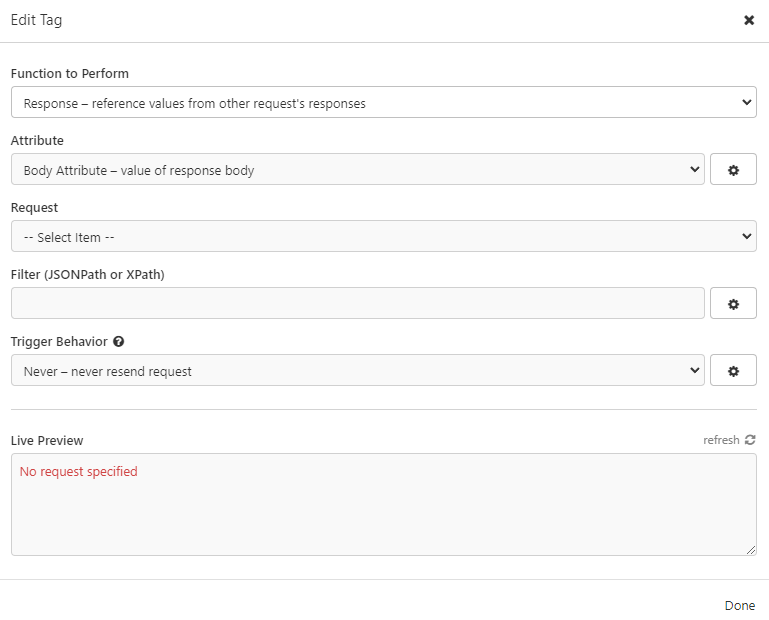 Edit Tag
Function to Perform
Response – reference values from other request's responses
Attribute
Body Attribute – value of response body
Request
-- Select Item --
Filter (JSONPath or XPath)
Trigger Behavior
Never – never resend request
Live Preview
refresh
No request specified
Done